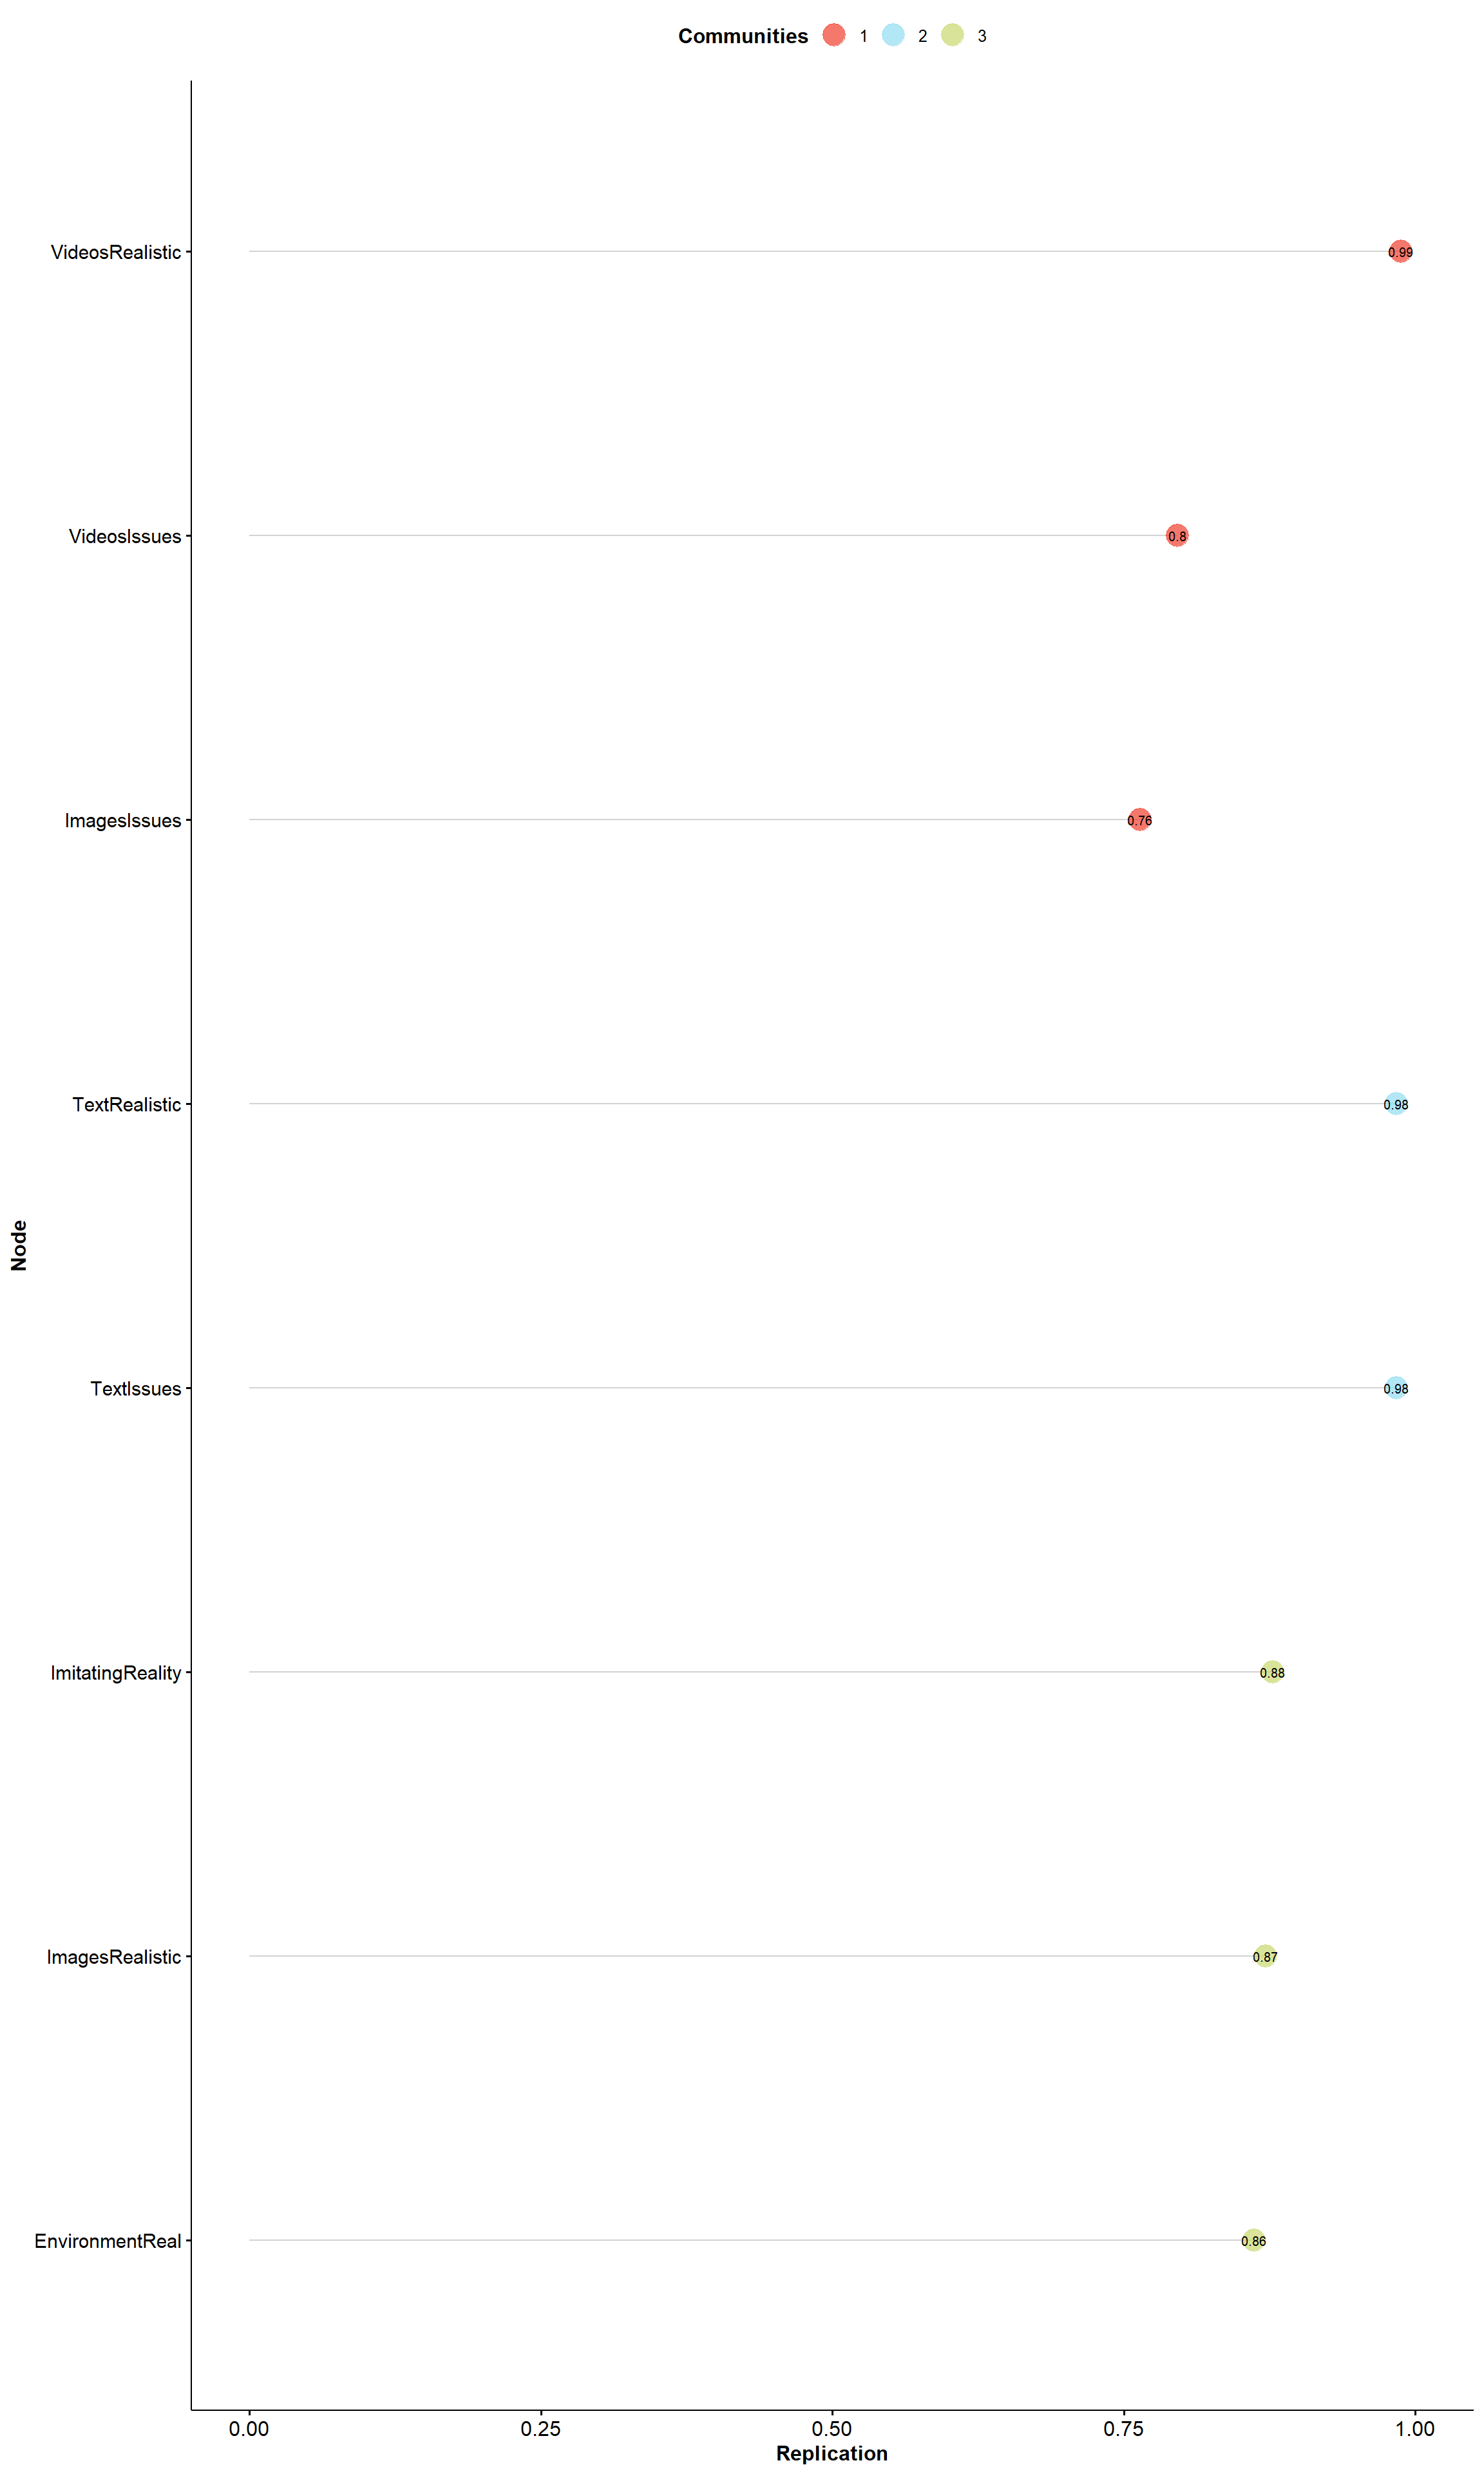 Communities 1 2 3
VideosRealistic 0.99
VideosIssues 0.8
ImagesIssues 0.76
TextRealistic 0.98
Node
TextIssues 0.98
ImitatingReality 0.88
ImagesRealistic 0.87
EnvironmentReal 0.86
0.00 0.25 0.50 0.75 1.00
Replication